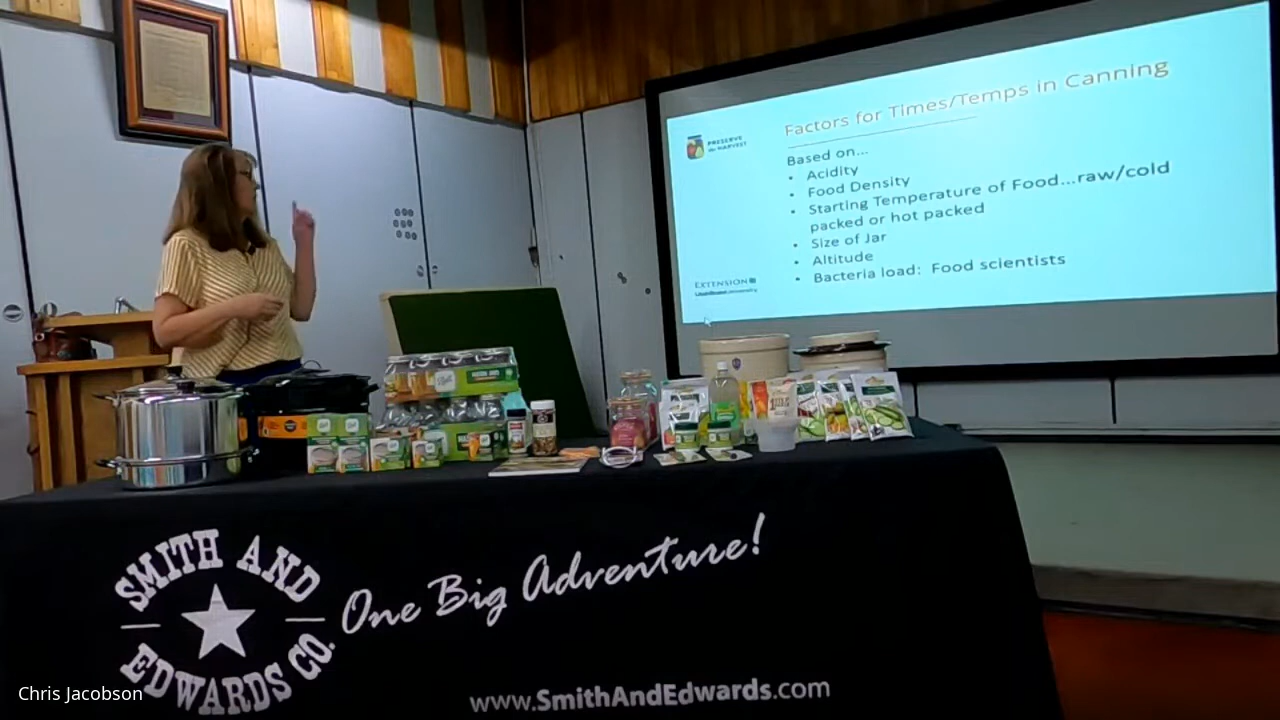 Factors for Times/Temps in Canning
PRESERVE
the HARVEST
Based on...
• Acidity
• Food Density
• Starting Temperature of Food...raw/cold
packed or hot packed
• Size of Jar
• Altitude
• Bacteria load: Food scientists
EXTENSION
UtahStateUniversity
SMITH AND
EDWARDS CO.
One Big Adventure!
www.SmithAndEdwards.com
Chris Jacobson